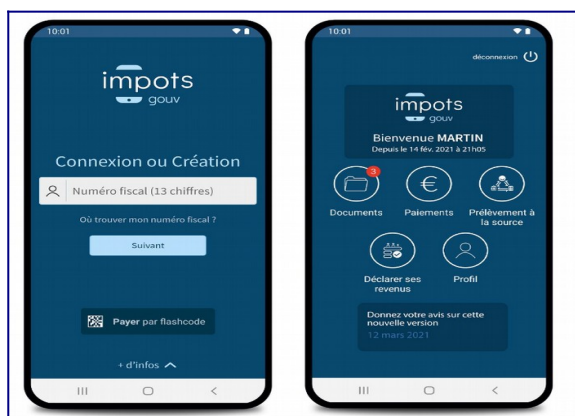 10:01
impots
gouv
Connexion ou Création
Numéro fiscal (13 chiffres)
Où trouver mon numéro fiscal ?
Suivant
Payer par flashcode
+ d'infos
10:01
déconnexion
impots
gouv
Bienvenue MARTIN
Depuis le 14 fév. 2021 à 21h05
3
Documents
Paiements
Prélèvement à
la source
Déclarer ses
revenus
Profil
Donnez votre avis sur cette
nouvelle version
12 mars 2021